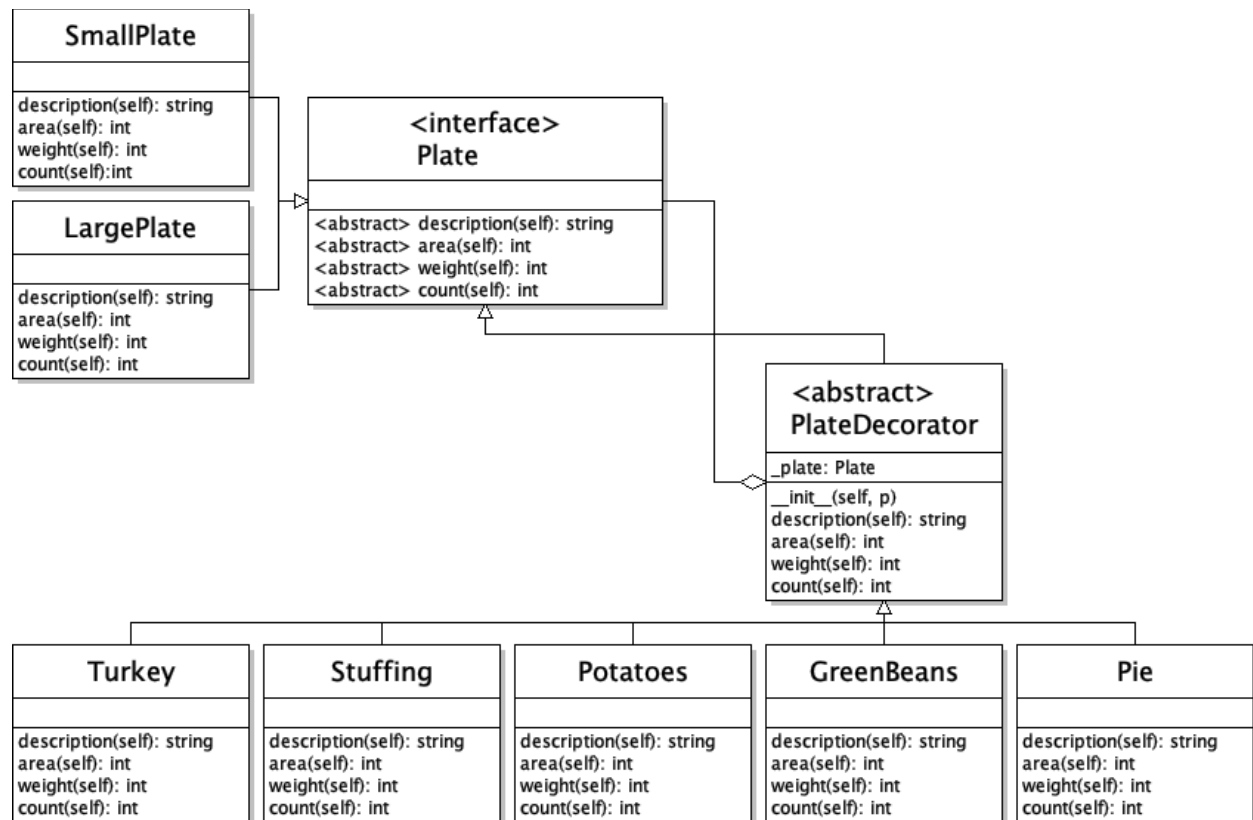 SmallPlate
description(self): string
area(self): int
weight(self): int
count(self):int
LargePlate
description(self): string
area(self): int
weight(self): int
count(self): int
<interface>
Plate
<abstract> description(self): string
<abstract> area(self): int
<abstract> weight(self): int
<abstract> count(self): int
<abstract>
PlateDecorator
_plate: Plate
__init__(self, p)
description(self): string
area(self): int
weight(self): int
count(self): int
Turkey
description(self): string
area(self): int
weight(self): int
count(self): int
Stuffing
description(self): string
area(self): int
weight(self): int
count(self): int
Potatoes
description(self): string
area(self): int
weight(self): int
count(self): int
GreenBeans
description(self): string
area(self): int
weight(self): int
count(self): int
Pie
description(self): string
area(self): int
weight(self): int
count(self): int